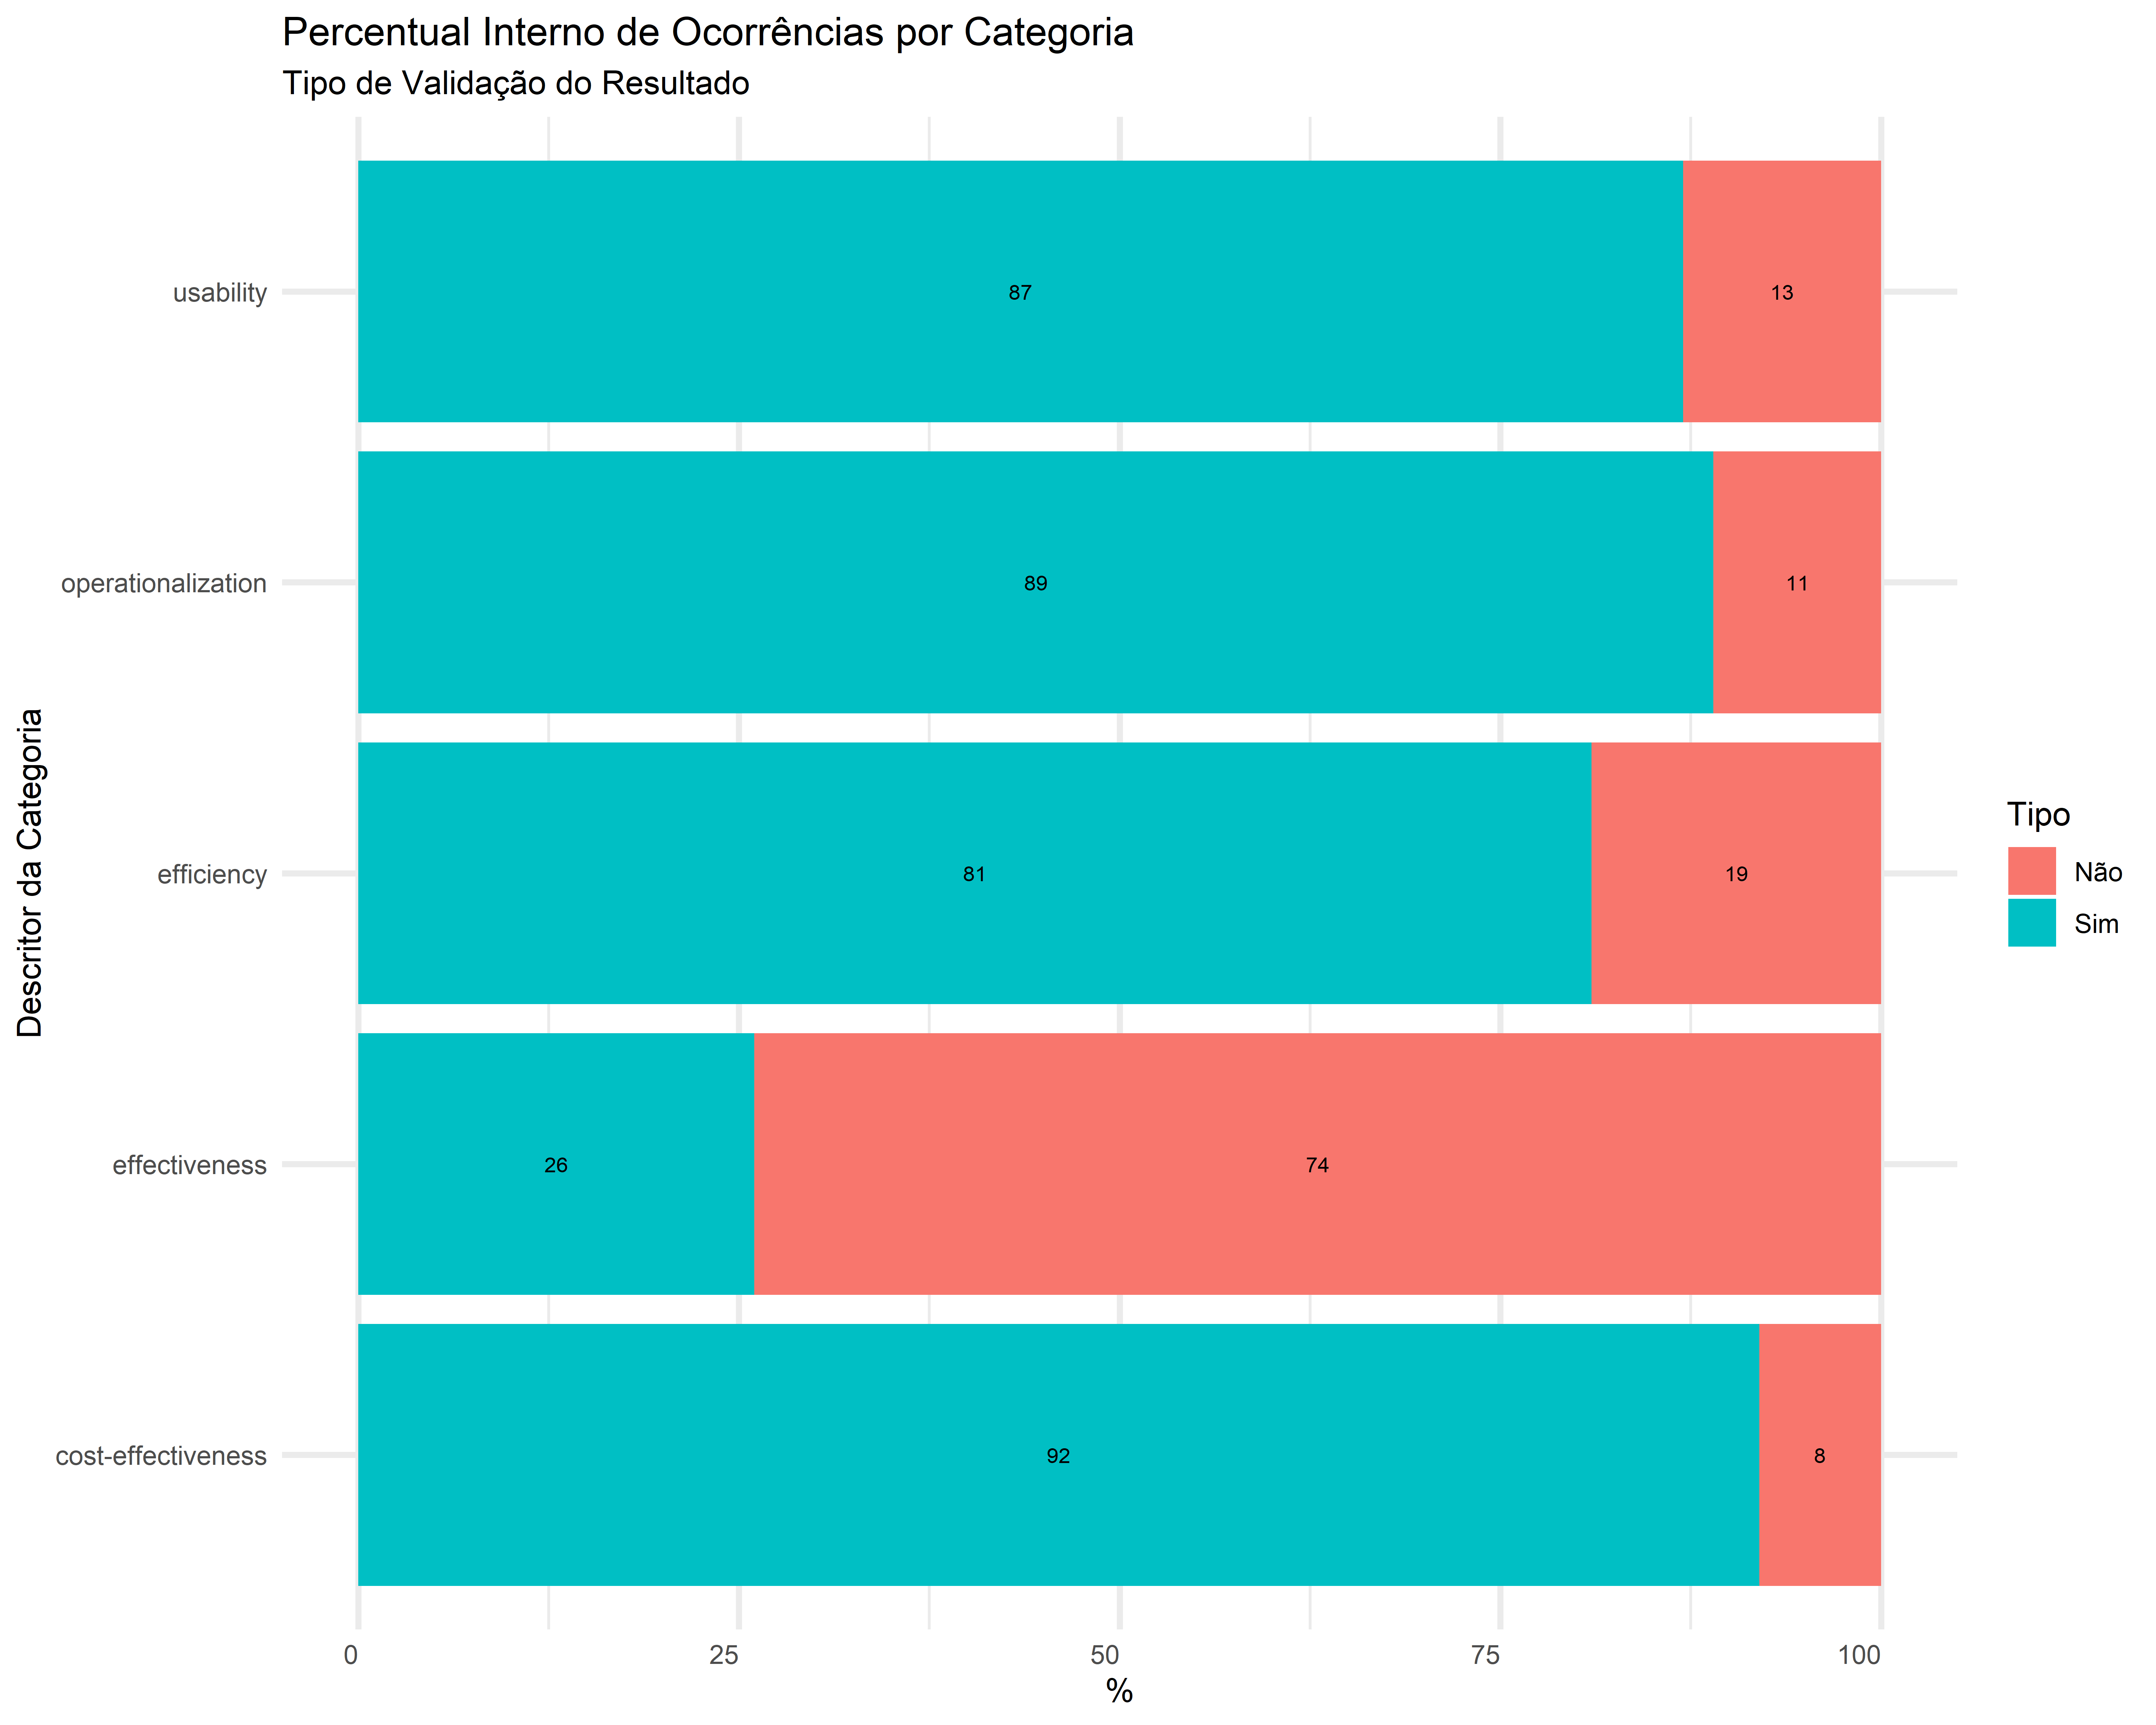 Percentual Interno de Ocorrências por Categoria
Tipo de Validação do Resultado
Descritor da Categoria
usability
87
13
operationalization
89
11
efficiency
81
19
effectiveness
26
74
cost-effectiveness
92
8
0
25
50
75
100
%
Tipo
Não
Sim